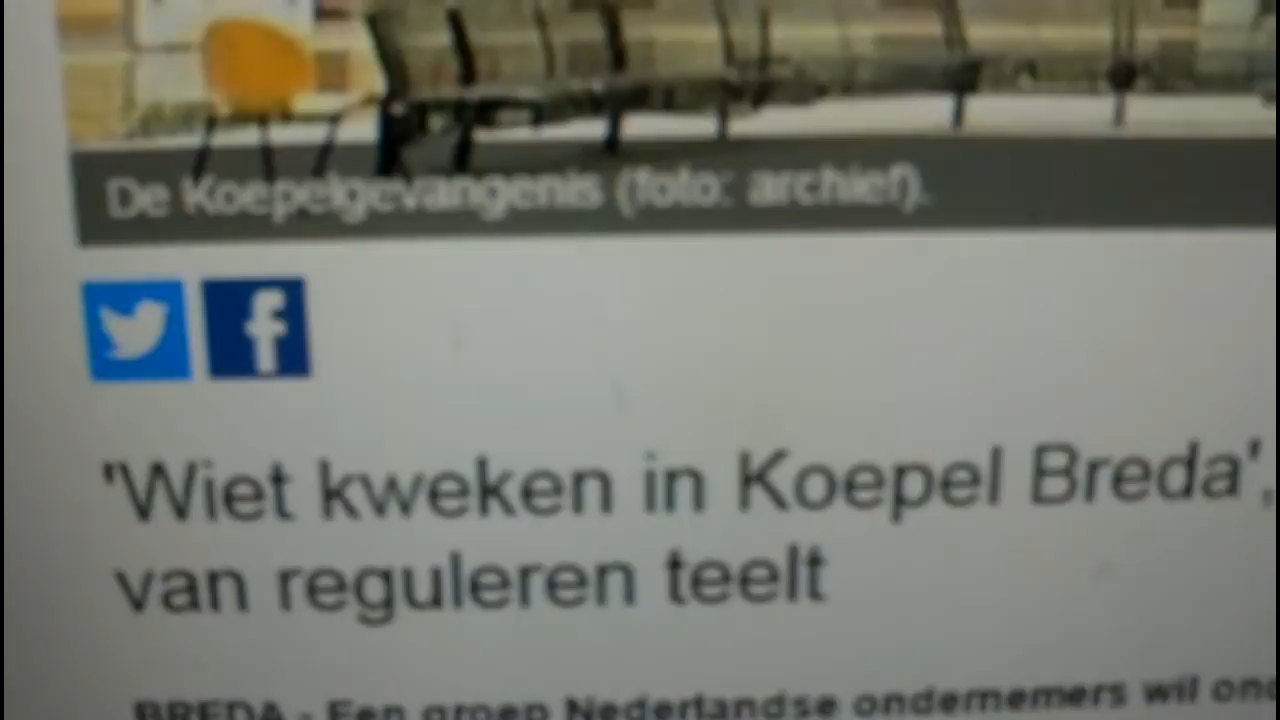 De Koepelgevangenis (foto: archief).
'Wiet kweken in Koepel Breda',
van reguleren teelt
BREDA - Een groep Nederlandse ondernemers wil